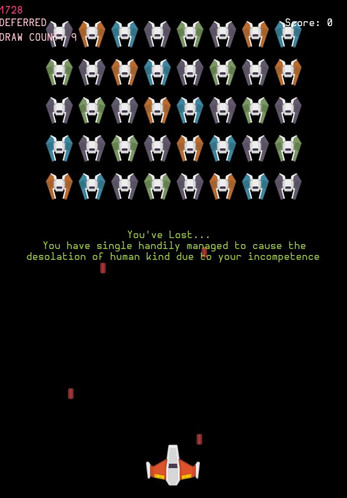 1728
DEFERRED
Score: 0
DRAW COUNT: 9
You've Lost...
You have single handily managed to cause the
desolation of human kind due to your incompetence